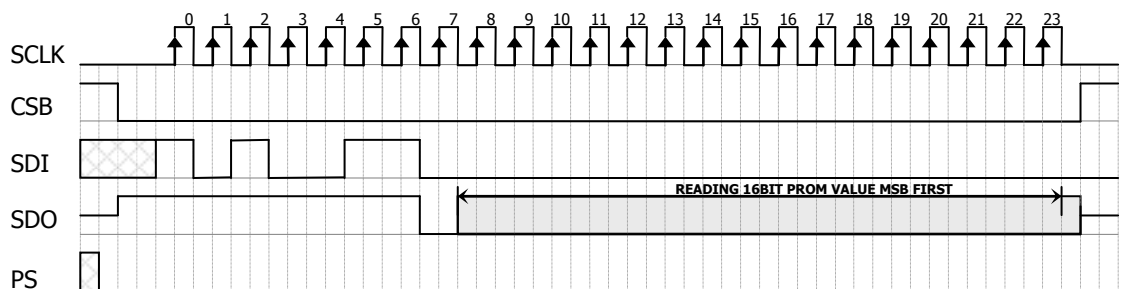 0 1 2 3 4 5 6 7 8 9 10 11 12 13 14 15 16 17 18 19 20 21 22 23
SCLK
CSB
SDI
READING 16BIT PROM VALUE MSB FIRST
SDO
PS